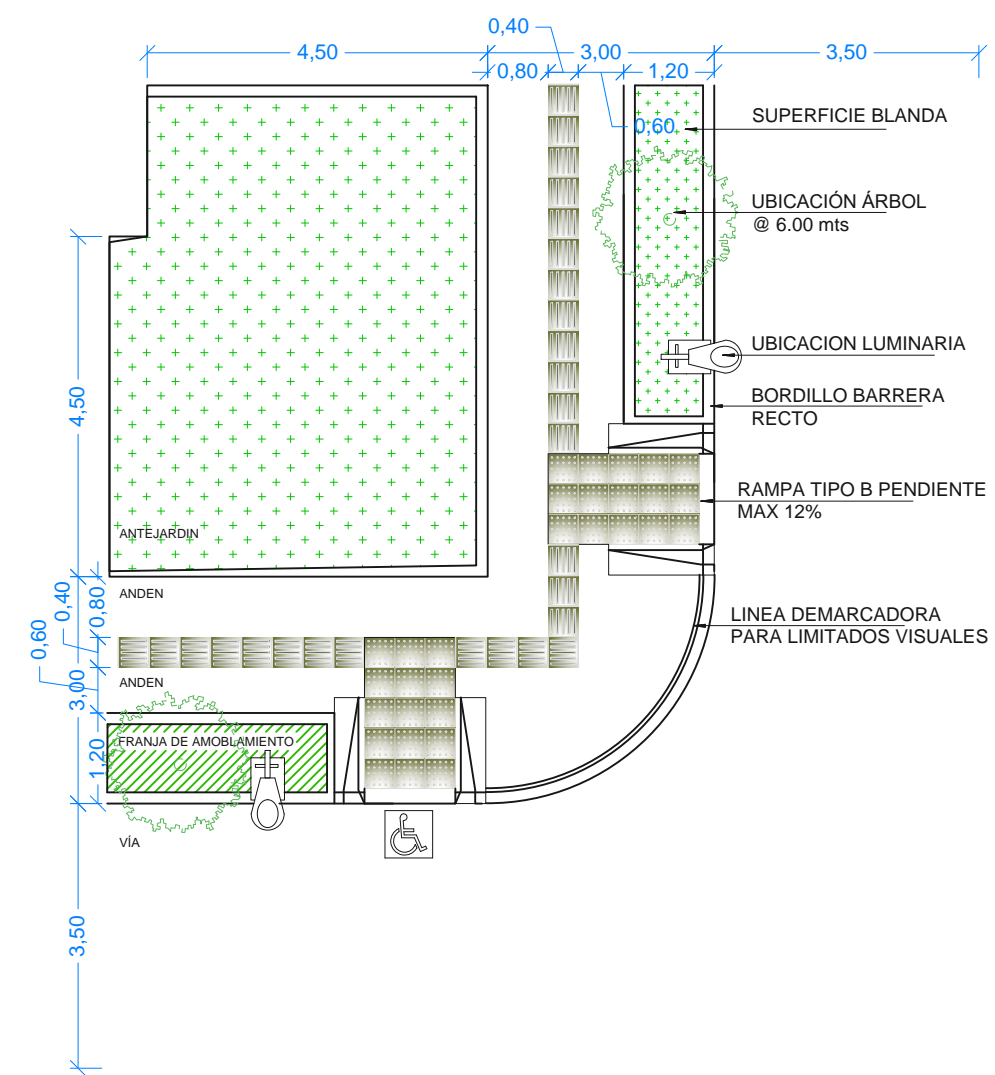 0,40
4,50
3,00
3,50
0,80
1,20
0,60
SUPERFICIE BLANDA
UBICACIÓN ÁRBOL
@ 6.00 mts
UBICACION LUMINARIA
BORDILLO BARRERA
RECTO
4,50
RAMPA TIPO B PENDIENTE
MAX 12%
ANTEJARDIN
ANDEN
0,80
0,40
0,60
LINEA DEMARCADORA
PARA LIMITADOS VISUALES
ANDEN
3,00
FRANJA DE AMOBLAMIENTO
1,20
VÍA
3,50